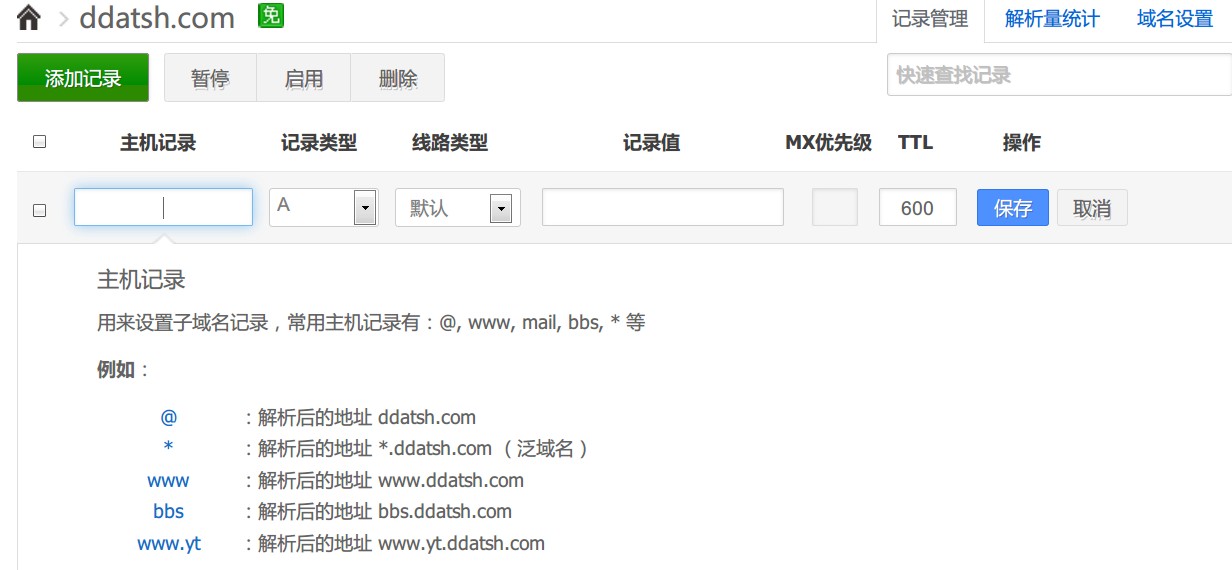 ddatsh.com 免 记录管理 解析量统计 域名设置
添加记录 暂停 启用 删除 快速查找记录
主机记录 记录类型 线路类型 记录值 MX优先级 TTL 操作
A 默认 600 保存 取消
主机记录
用来设置子域名记录，常用主机记录有：@, www, mail, bbs, * 等
例如：
@ ：解析后的地址 ddatsh.com
* ：解析后的地址 *.ddatsh.com （泛域名）
www ：解析后的地址 www.ddatsh.com
bbs ：解析后的地址 bbs.ddatsh.com
www.yt ：解析后的地址 www.yt.ddatsh.com